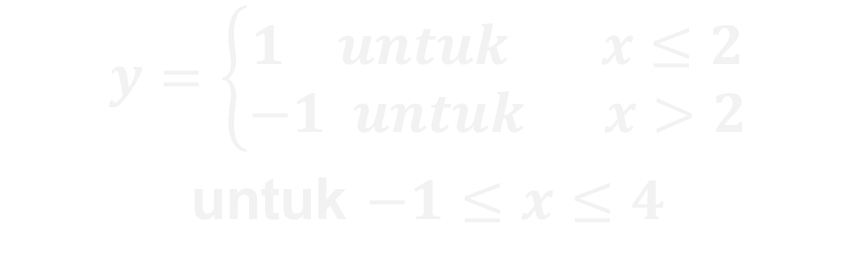 y = { 1 untuk x ≤ 2
−1 untuk x > 2
untuk −1 ≤ x ≤ 4